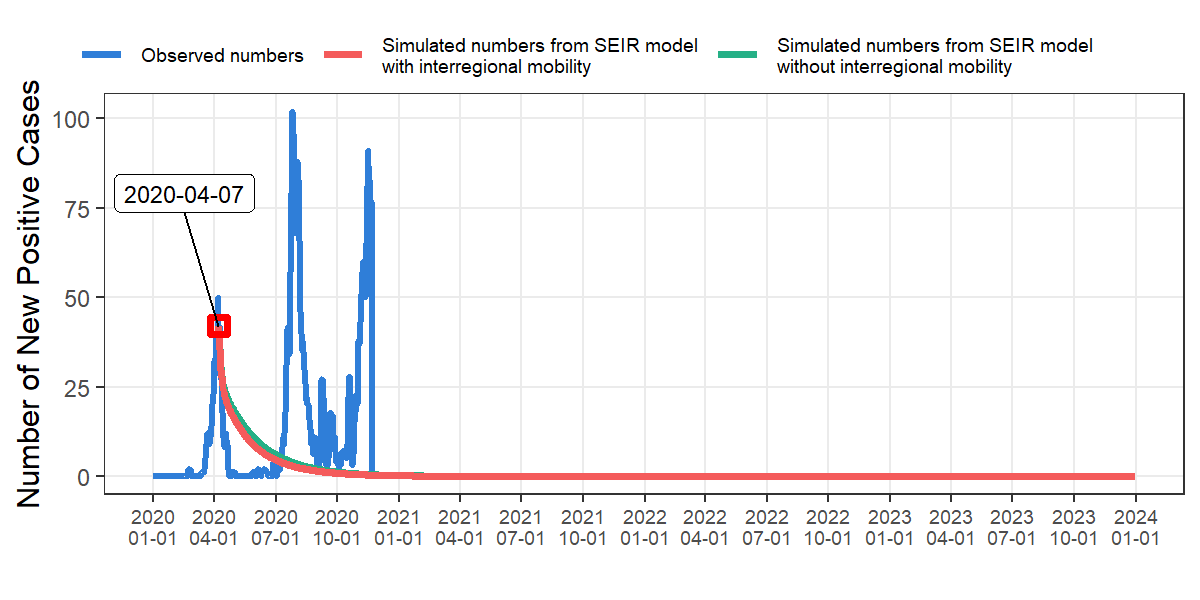 Observed numbers
Simulated numbers from SEIR model
with interregional mobility
Simulated numbers from SEIR model
without interregional mobility
Number of New Positive Cases
100
75
50
25
0
2020-04-07
2020 2020 2020 2020 2021 2021 2021 2021 2022 2022 2022 2022 2023 2023 2023 2023 2024
01-01 04-01 07-01 10-01 01-01 04-01 07-01 10-01 01-01 04-01 07-01 10-01 01-01 04-01 07-01 10-01 01-01